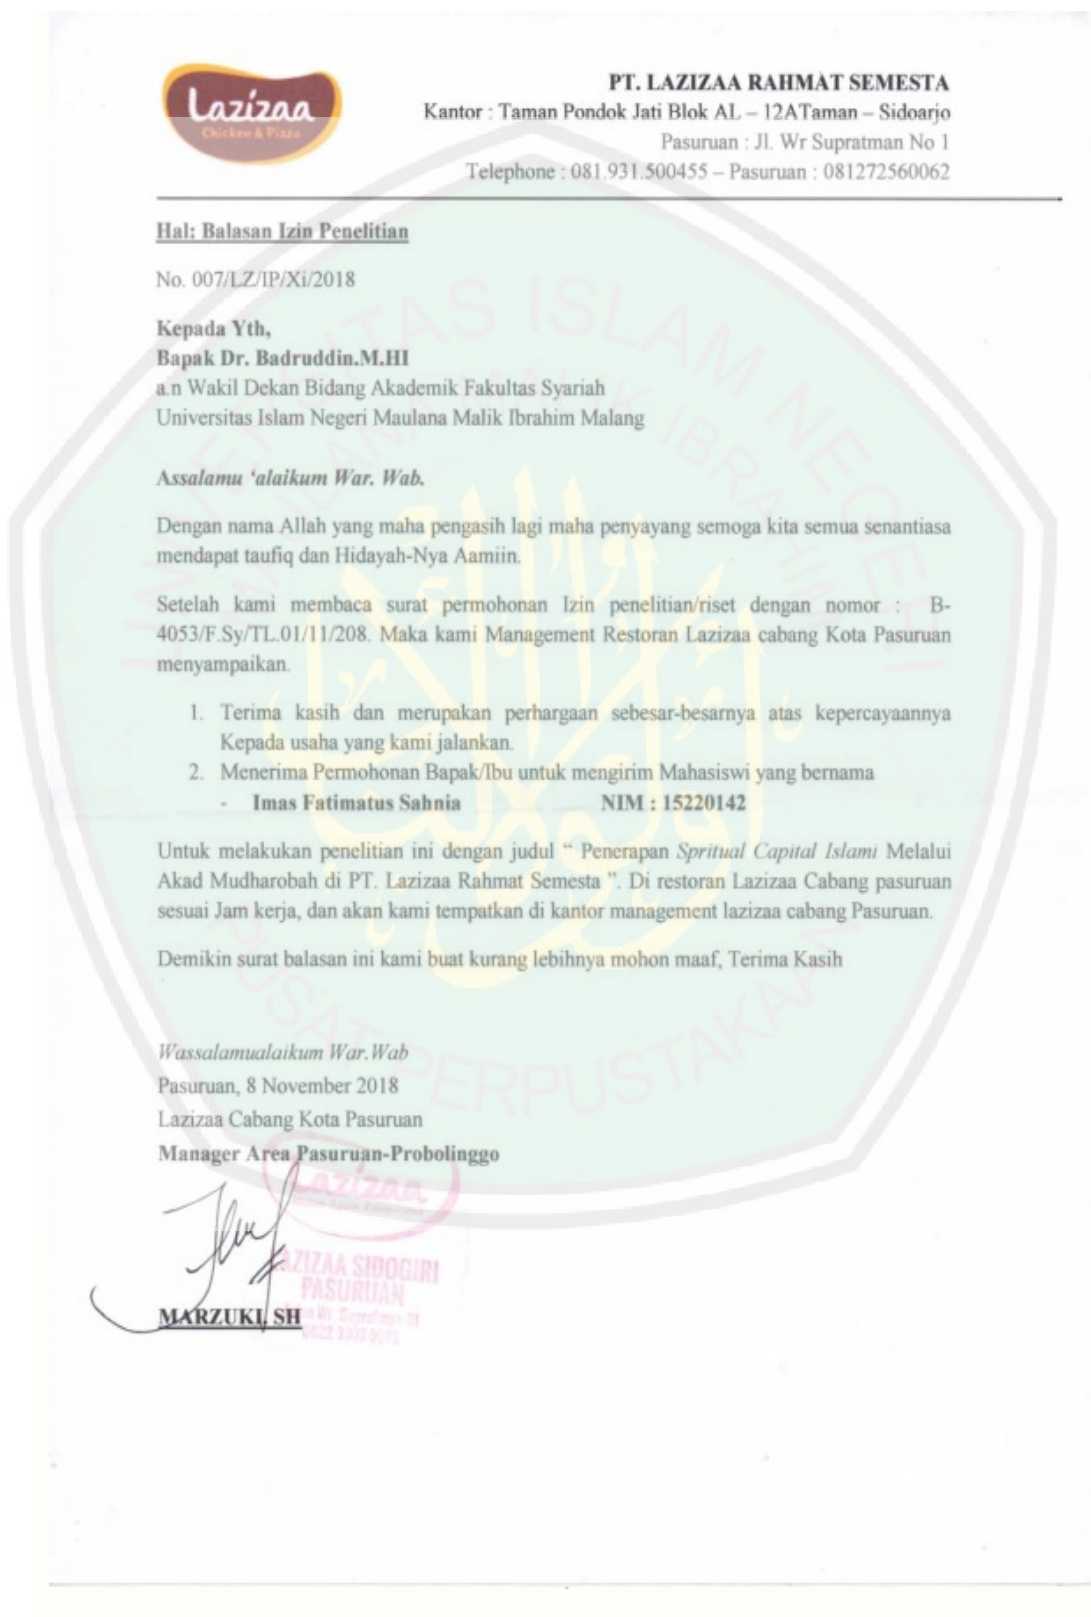 Lazizaa
Chicken & Pizza
PT. LAZIZAA RAHMAT SEMESTA
Kantor : Taman Pondok Jati Blok AL – 12ATaman – Sidoarjo
Pasuruan : Jl. Wr Supratman No 1
Telephone : 081.931.500455 – Pasuruan : 081272560062
Hal: Balasan Izin Penelitian
No. 007/LZ/IP/Xi/2018
Kepada Yth,
Bapak Dr. Badruddin.M.HI
a.n Wakil Dekan Bidang Akademik Fakultas Syariah
Universitas Islam Negeri Maulana Malik Ibrahim Malang
Assalamu ‘alaikum War. Wab.
Dengan nama Allah yang maha pengasih lagi maha penyayang semoga kita semua senantiasa
mendapat taufiq dan Hidayah-Nya Aamiin.
Setelah kami membaca surat permohonan Izin penelitian/riset dengan nomor : B-
4053/F.Sy/TL.01/11/208. Maka kami Management Restoran Lazizaa cabang Kota Pasuruan
menyampaikan.
1. Terima kasih dan merupakan perhargaan sebesar-besarnya atas kepercayaannya
Kepada usaha yang kami jalankan.
2. Menerima Permohonan Bapak/Ibu untuk mengirim Mahasiswi yang bernama
- Imas Fatimatus Sahnia NIM : 15220142
Untuk melakukan penelitian ini dengan judul “ Penerapan Spritual Capital Islami Melalui
Akad Mudharobah di PT. Lazizaa Rahmat Semesta ”. Di restoran Lazizaa Cabang pasuruan
sesuai Jam kerja, dan akan kami tempatkan di kantor management lazizaa cabang Pasuruan.
Demikin surat balasan ini kami buat kurang lebihnya mohon maaf, Terima Kasih
Wassalamualaikum War. Wab
Pasuruan, 8 November 2018
Lazizaa Cabang Kota Pasuruan
Manager Area Pasuruan-Probolinggo
Lazizaa
LAZIZAA SIDOGIRI
PASURUAN
MARZUKI, SH
UNIVERSITAS ISLAM NEGERI
MAULANA MALIK IBRAHIM
PUSAT PERPUSTAKAAN